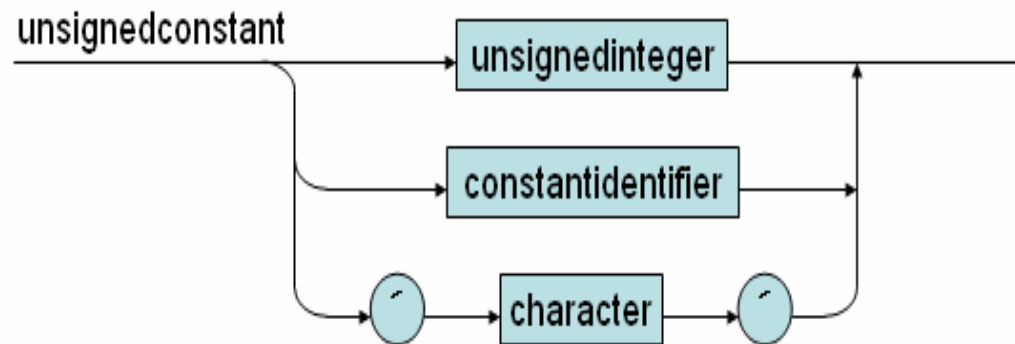 unsignedconstant
unsignedinteger
constantidentifier
´ character ´